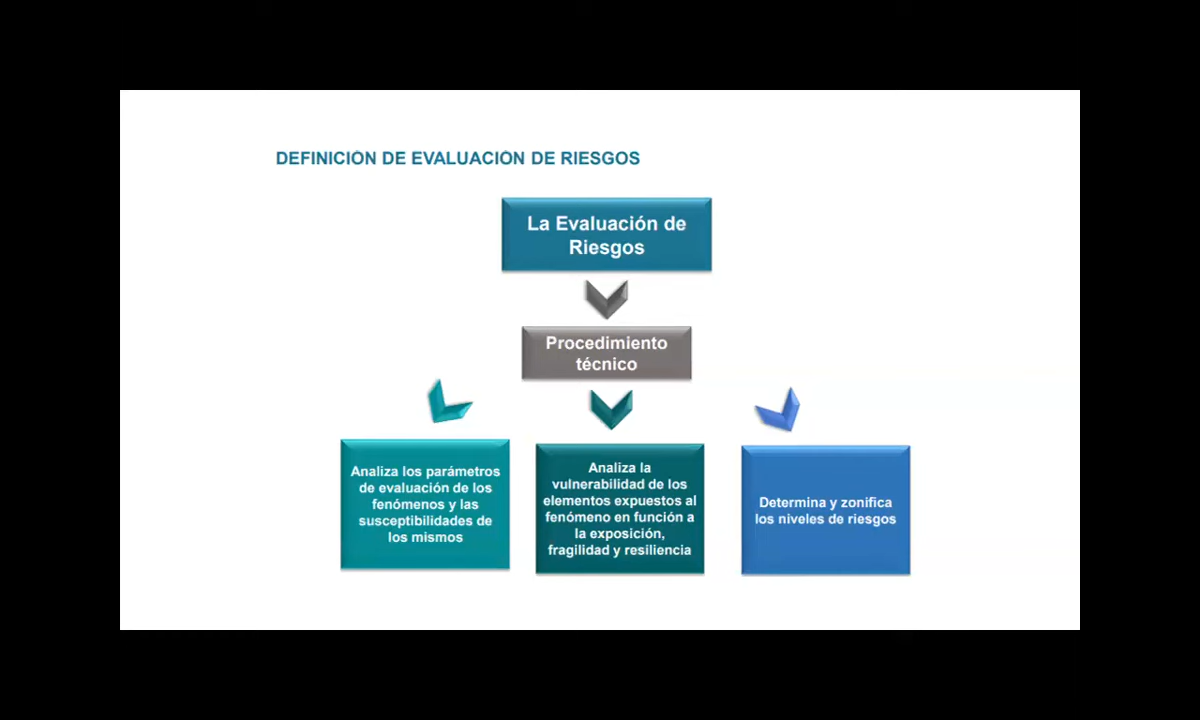 DEFINICIÓN DE EVALUACIÓN DE RIESGOS
La Evaluación de
Riesgos
Procedimiento
técnico
Analiza los parámetros
de evaluación de los
fenómenos y las
susceptibilidades de
los mismos
Analiza la
vulnerabilidad de los
elementos expuestos al
fenómeno en función a
la exposición,
fragilidad y resiliencia
Determina y zonifica
los niveles de riesgos